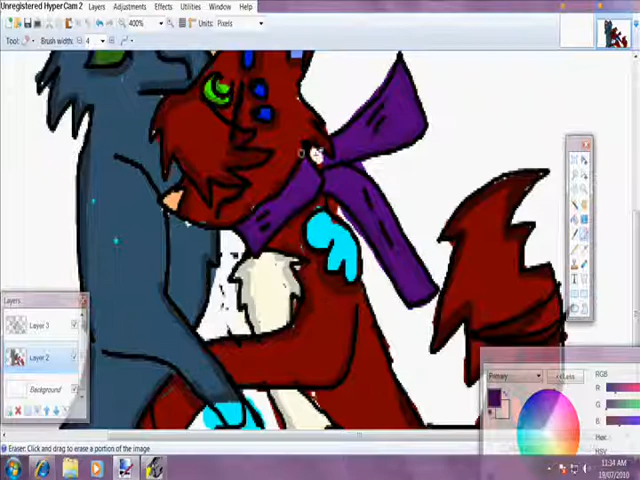 Unregistered HyperCam 2
Layers Adjustments Effects Utilities Window Help
400% Units: Pixels
Tool: Brush width: 4
Layers
Layer 3
Layer 2
Background
Primary << Less
RGB
R:
G:
B:
Hex:
HSV
Eraser: Click and drag to erase a portion of the image
11:34 AM
19/07/2010